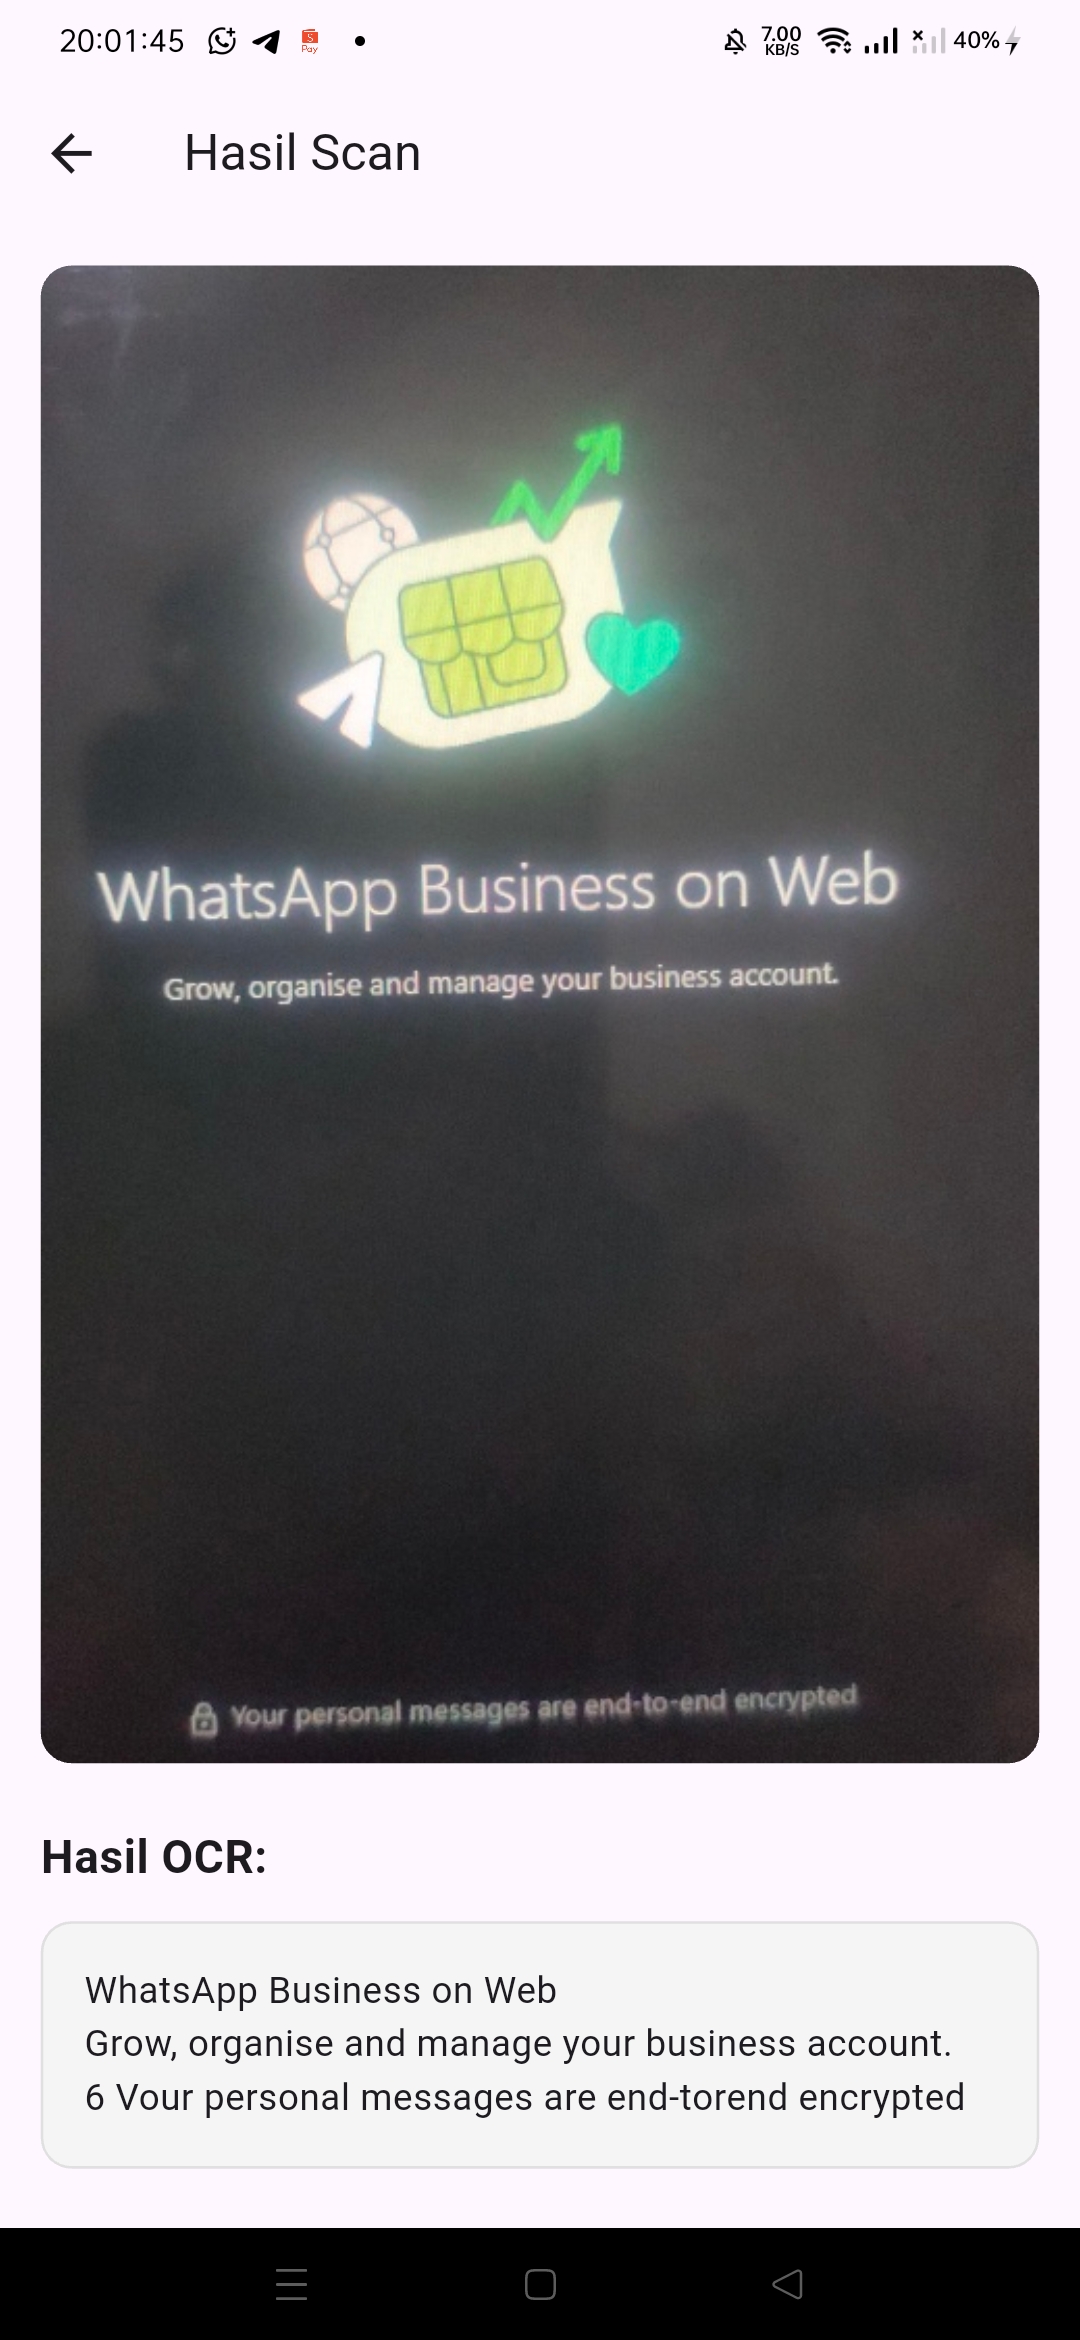 20:01:45
Pay
7.00
KB/S
40%
Hasil Scan
WhatsApp Business on Web
Grow, organise and manage your business account.
Your personal messages are end-to-end encrypted
Hasil OCR:
WhatsApp Business on Web
Grow, organise and manage your business account.
6 Vour personal messages are end-torend encrypted